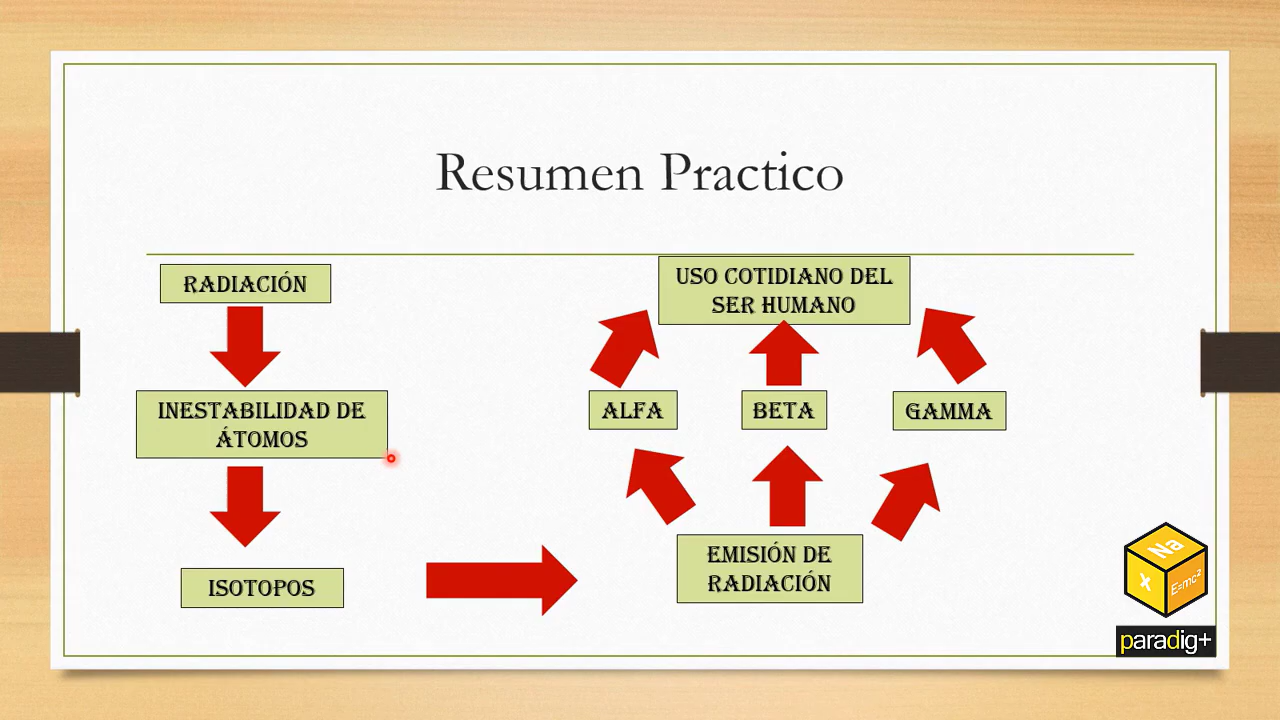 Resumen Practico
RADIACIÓN
INESTABILIDAD DE
ÁTOMOS
ISOTOPOS
USO COTIDIANO DEL
SER HUMANO
ALFA
BETA
GAMMA
EMISIÓN DE
RADIACIÓN
Na
x
E=mc²
paradig+